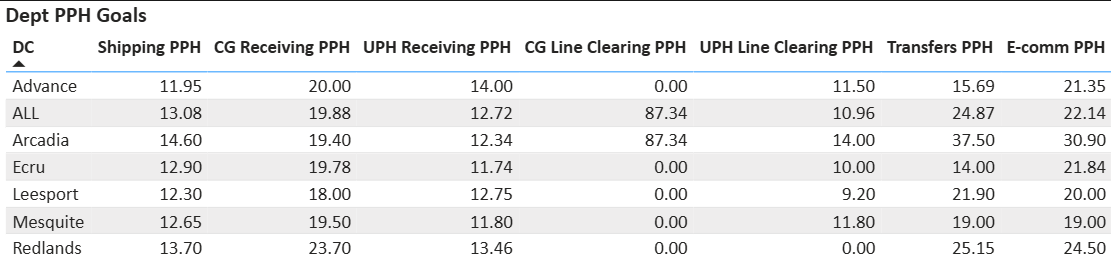 Dept PPH Goals
DC Shipping PPH CG Receiving PPH UPH Receiving PPH CG Line Clearing PPH UPH Line Clearing PPH Transfers PPH E-comm PPH
Advance 11.95 20.00 14.00 0.00 11.50 15.69 21.35
ALL 13.08 19.88 12.72 87.34 10.96 24.87 22.14
Arcadia 14.60 19.40 12.34 87.34 14.00 37.50 30.90
Ecru 12.90 19.78 11.74 0.00 10.00 14.00 21.84
Leesport 12.30 18.00 12.75 0.00 9.20 21.90 20.00
Mesquite 12.65 19.50 11.80 0.00 11.80 19.00 19.00
Redlands 13.70 23.70 13.46 0.00 0.00 25.15 24.50